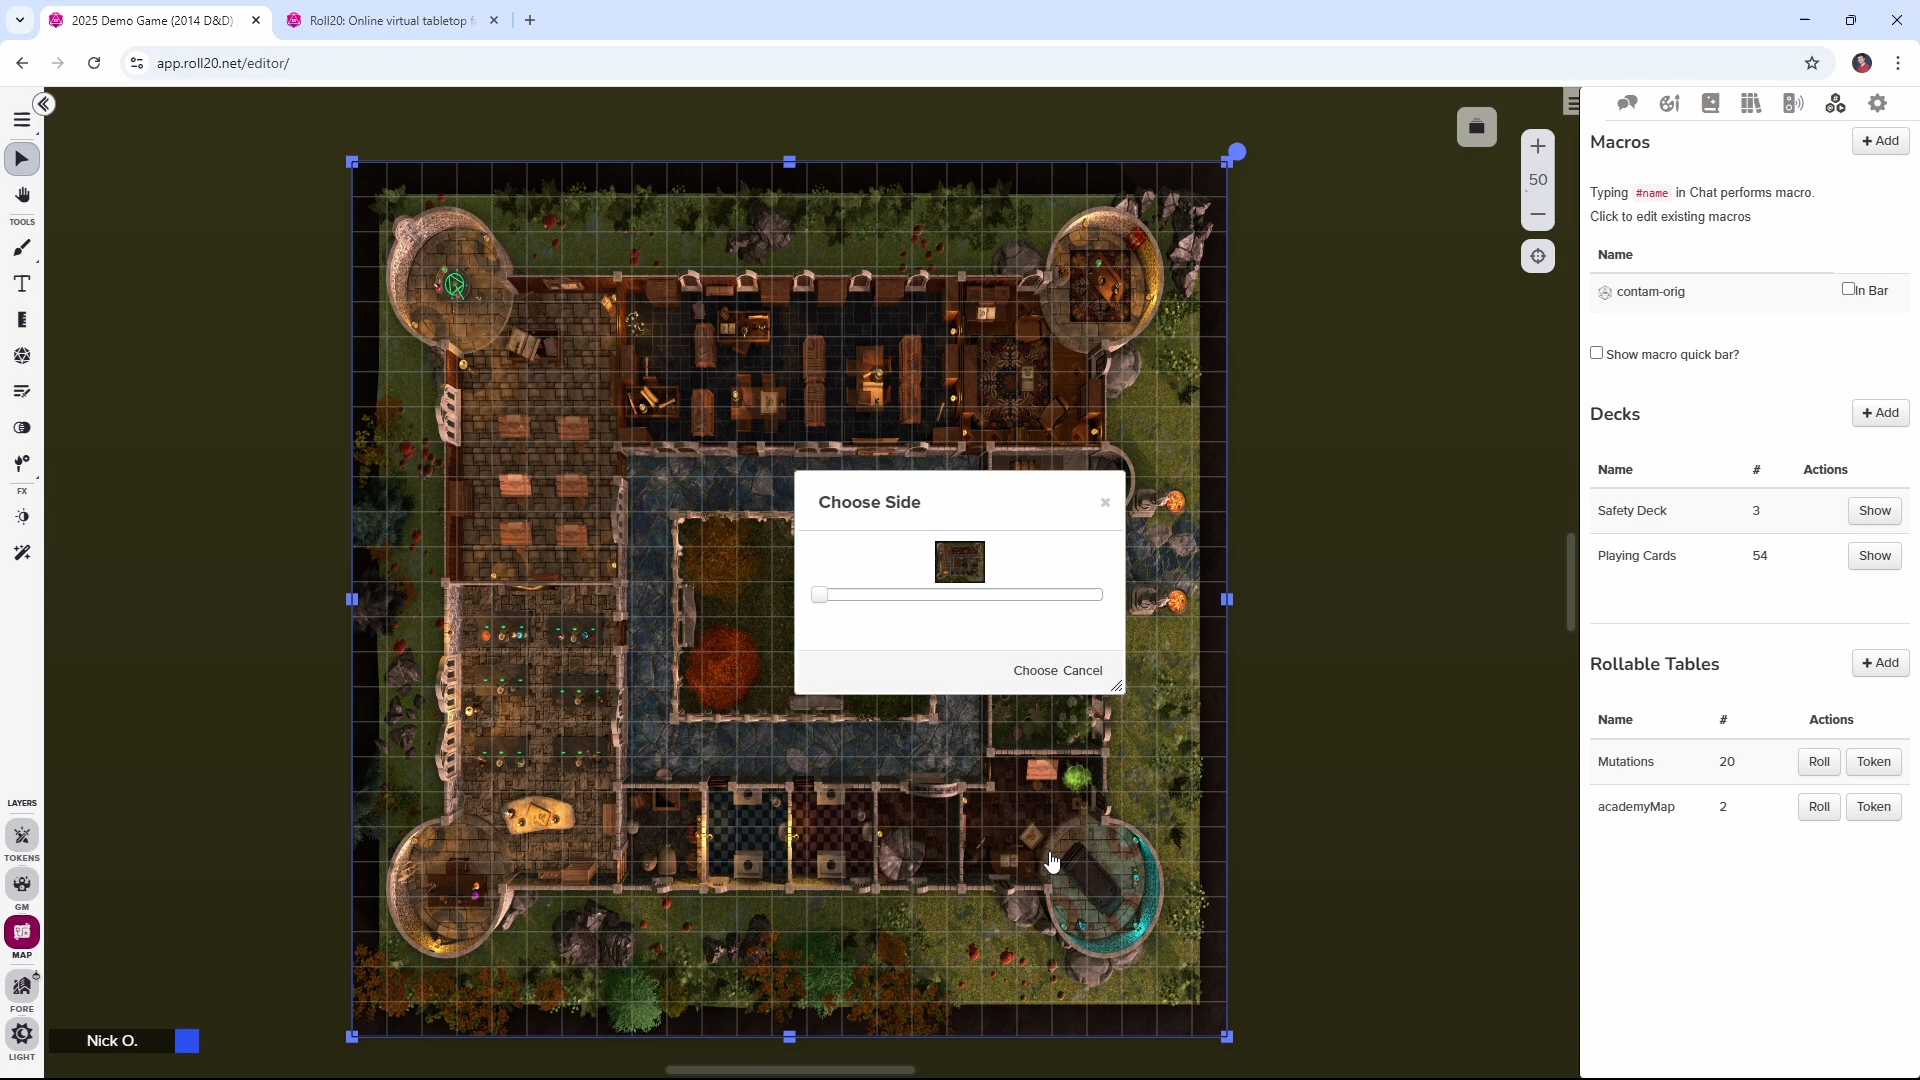 2025 Demo Game (2014 D&D)
Roll20: Online virtual tabletop f
app.roll20.net/editor/
TOOLS
FX
LAYERS
TOKENS
GM
MAP
FORE
LIGHT
Nick O.
50
Choose Side
Choose Cancel
Macros
+ Add
Typing #name in Chat performs macro.
Click to edit existing macros
Name
contam-orig
In Bar
Show macro quick bar?
Decks
+ Add
Name # Actions
Safety Deck 3 Show
Playing Cards 54 Show
Rollable Tables
+ Add
Name # Actions
Mutations 20 Roll Token
academyMap 2 Roll Token